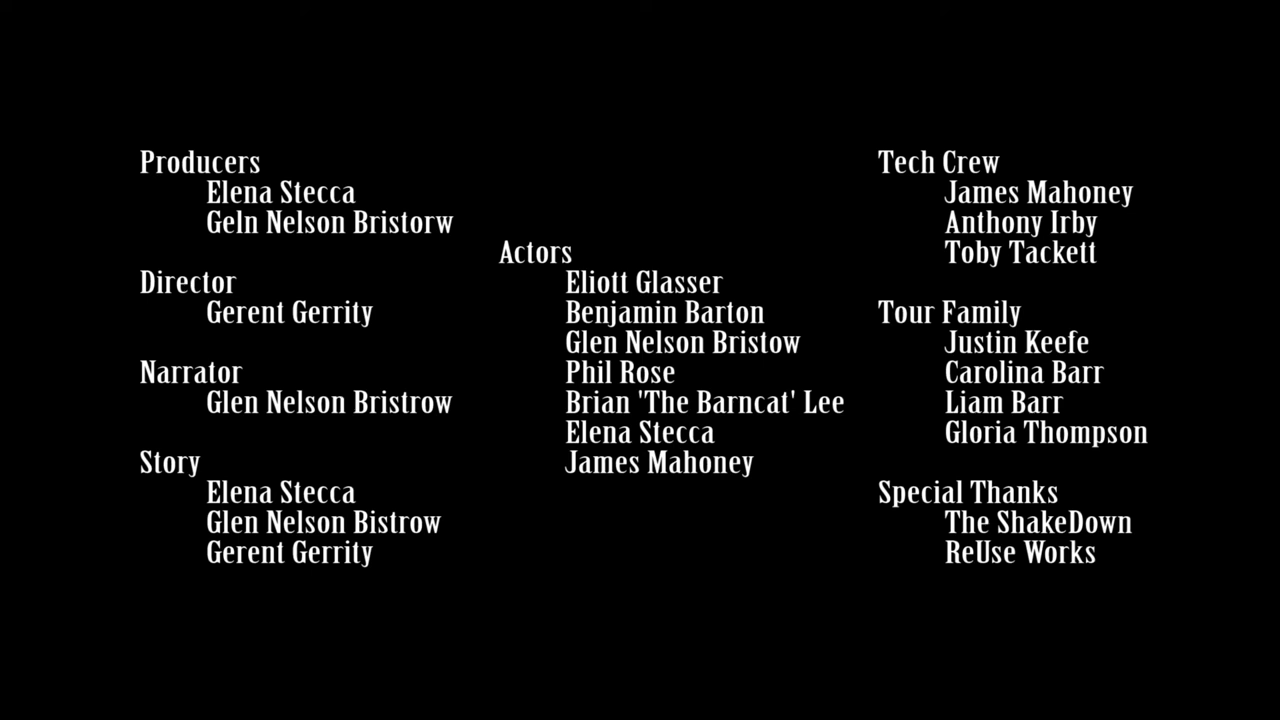 Producers
Elena Stecca
Geln Nelson Bristorw
Director
Gerent Gerrity
Narrator
Glen Nelson Bristrow
Story
Elena Stecca
Glen Nelson Bistrow
Gerent Gerrity
Actors
Eliott Glasser
Benjamin Barton
Glen Nelson Bristow
Phil Rose
Brian 'The Barncat' Lee
Elena Stecca
James Mahoney
Tech Crew
James Mahoney
Anthony Irby
Toby Tackett
Tour Family
Justin Keefe
Carolina Barr
Liam Barr
Gloria Thompson
Special Thanks
The ShakeDown
ReUse Works